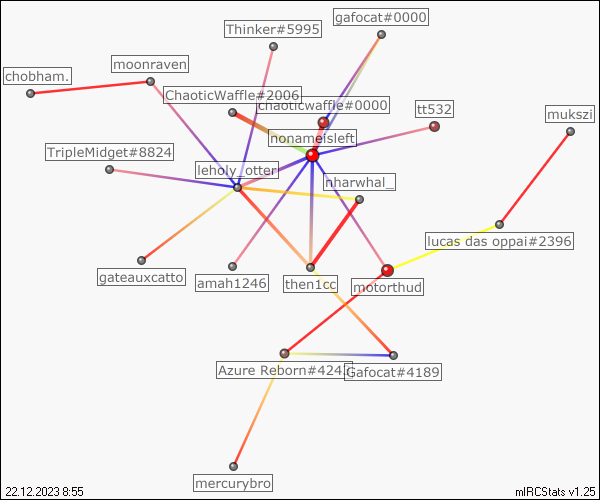 gafocat#0000
Thinker#5995
moonraven
chobham.
ChaoticWaffle#2006
chaoticwaffle#0000
tt532
mukszi
nonameisleft
TripleMidget#8824
leholy_otter
nharwhal_
lucas das oppai#2396
gateauxcatto
amah1246
then1cc
motorthud
Azure Reborn#424
Gafocat#4189
mercurybro
22.12.2023 8:55
mIRCStats v1.25